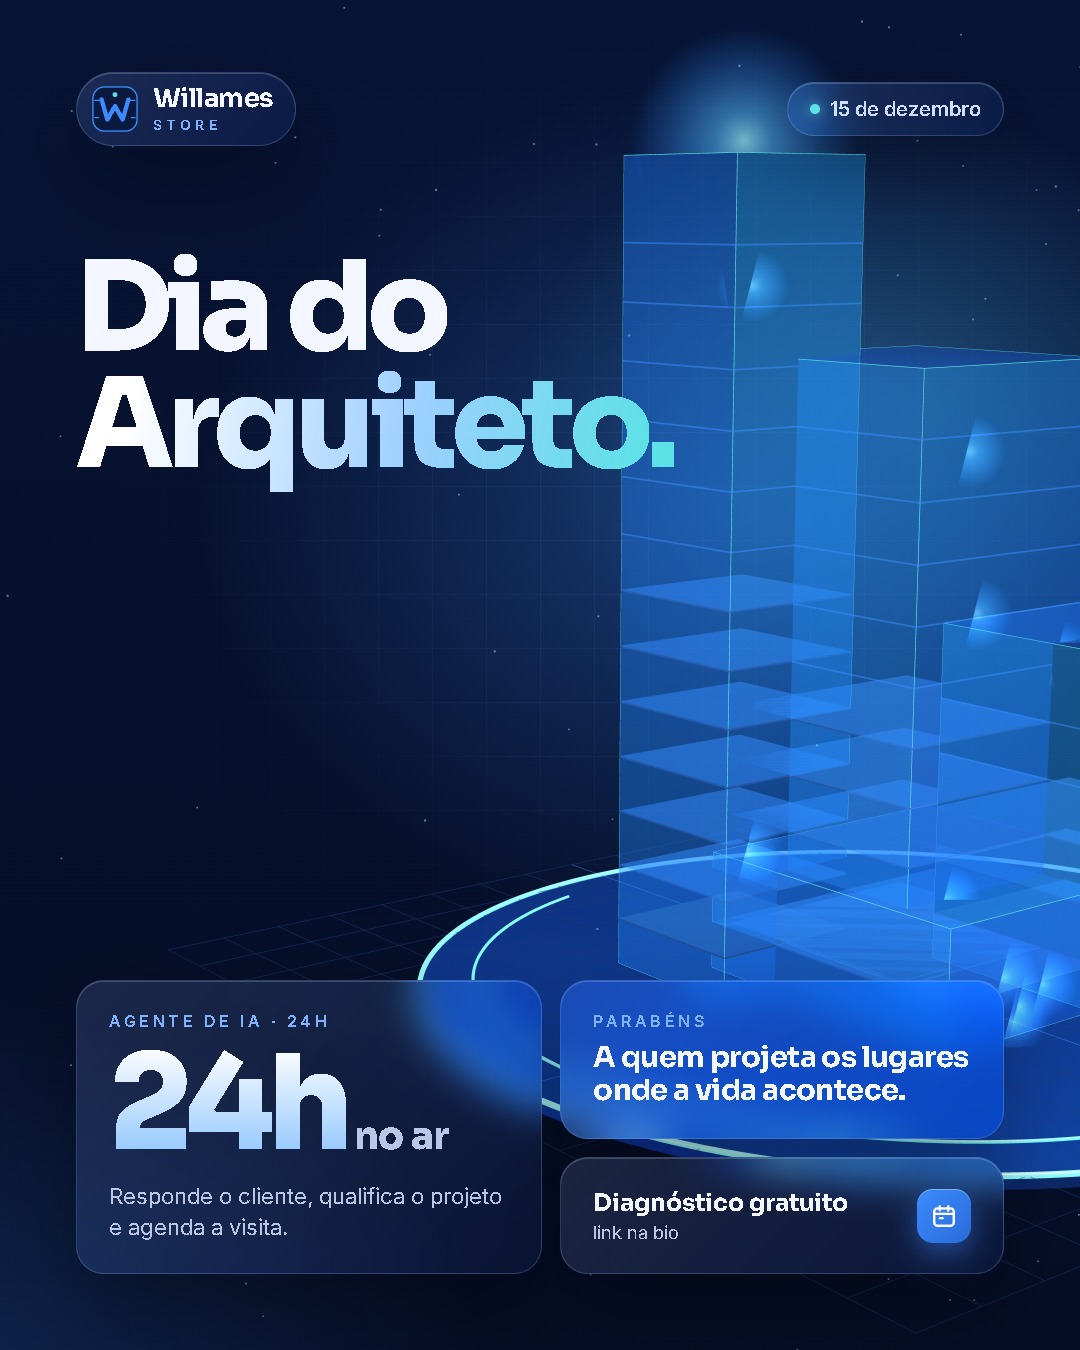 Willames
STORE
15 de dezembro
Dia do
Arquiteto.
AGENTE DE IA · 24H
24h no ar
Responde o cliente, qualifica o projeto
e agenda a visita.
PARABÉNS
A quem projeta os lugares
onde a vida acontece.
Diagnóstico gratuito
link na bio